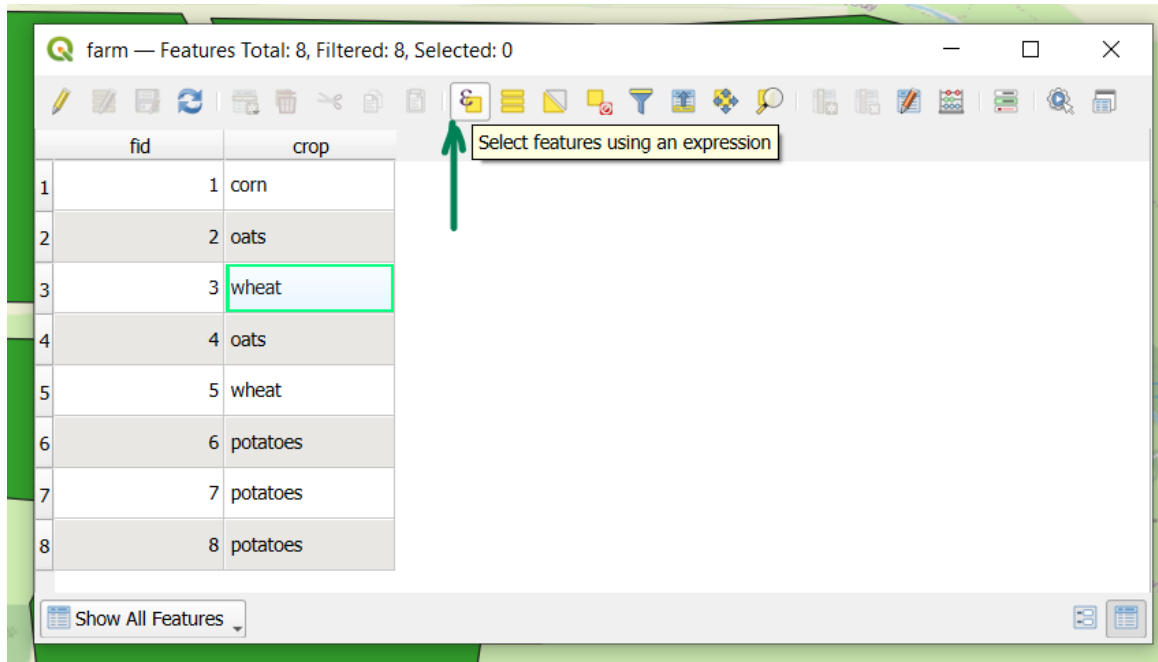 farm — Features Total: 8, Filtered: 8, Selected: 0
Select features using an expression
fid crop
1 1 corn
2 2 oats
3 3 wheat
4 4 oats
5 5 wheat
6 6 potatoes
7 7 potatoes
8 8 potatoes
Show All Features